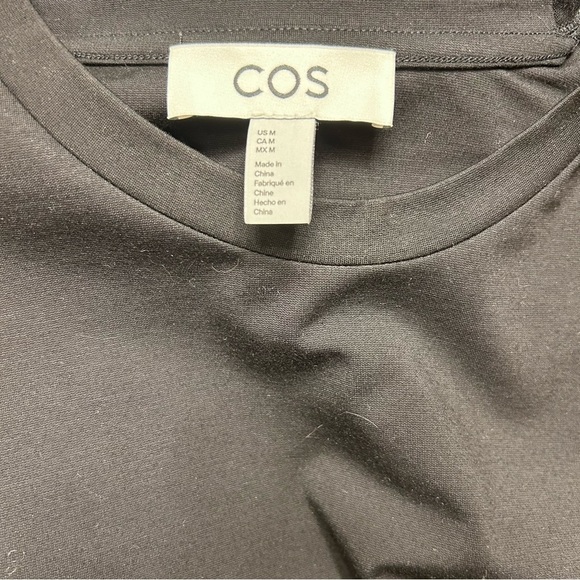 COS
US M
CA M
MX M
Made in
China
Fabriqué en
Chine
Hecho en
China